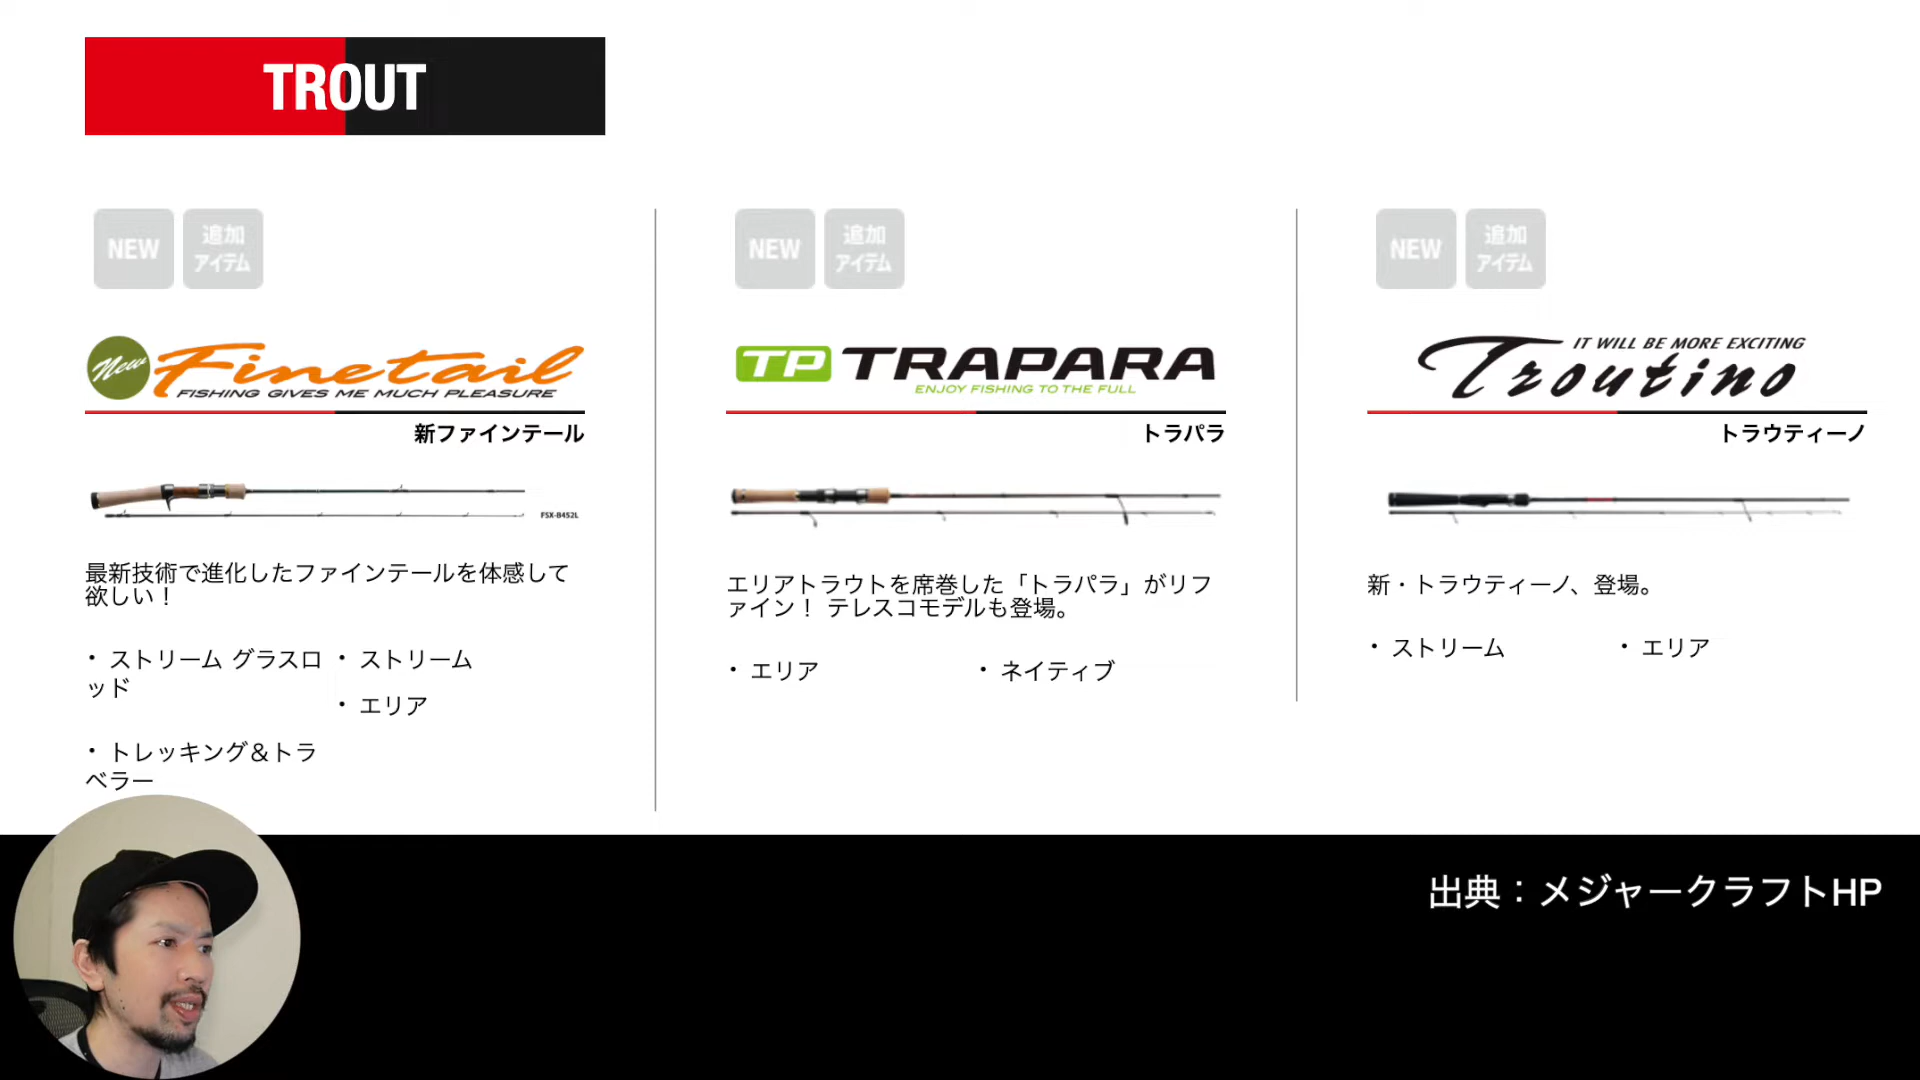 TROUT
NEW
追加
アイテム
New Finetail
FISHING GIVES ME MUCH PLEASURE
新ファインテール
FSX-B452L
最新技術で進化したファインテールを体感して
欲しい！
・ストリーム グラスロ
ッド
・ストリーム
・エリア
・トレッキング＆トラ
ベラー
NEW
追加
アイテム
TP TRAPARA
ENJOY FISHING TO THE FULL
トラパラ
エリアトラウトを席巻した「トラパラ」がリフ
ァイン！ テレスコモデルも登場。
・エリア
・ネイティブ
NEW
追加
アイテム
IT WILL BE MORE EXCITING
Troutino
トラウティーノ
新・トラウティーノ、登場。
・ストリーム
・エリア
出典：メジャークラフトHP